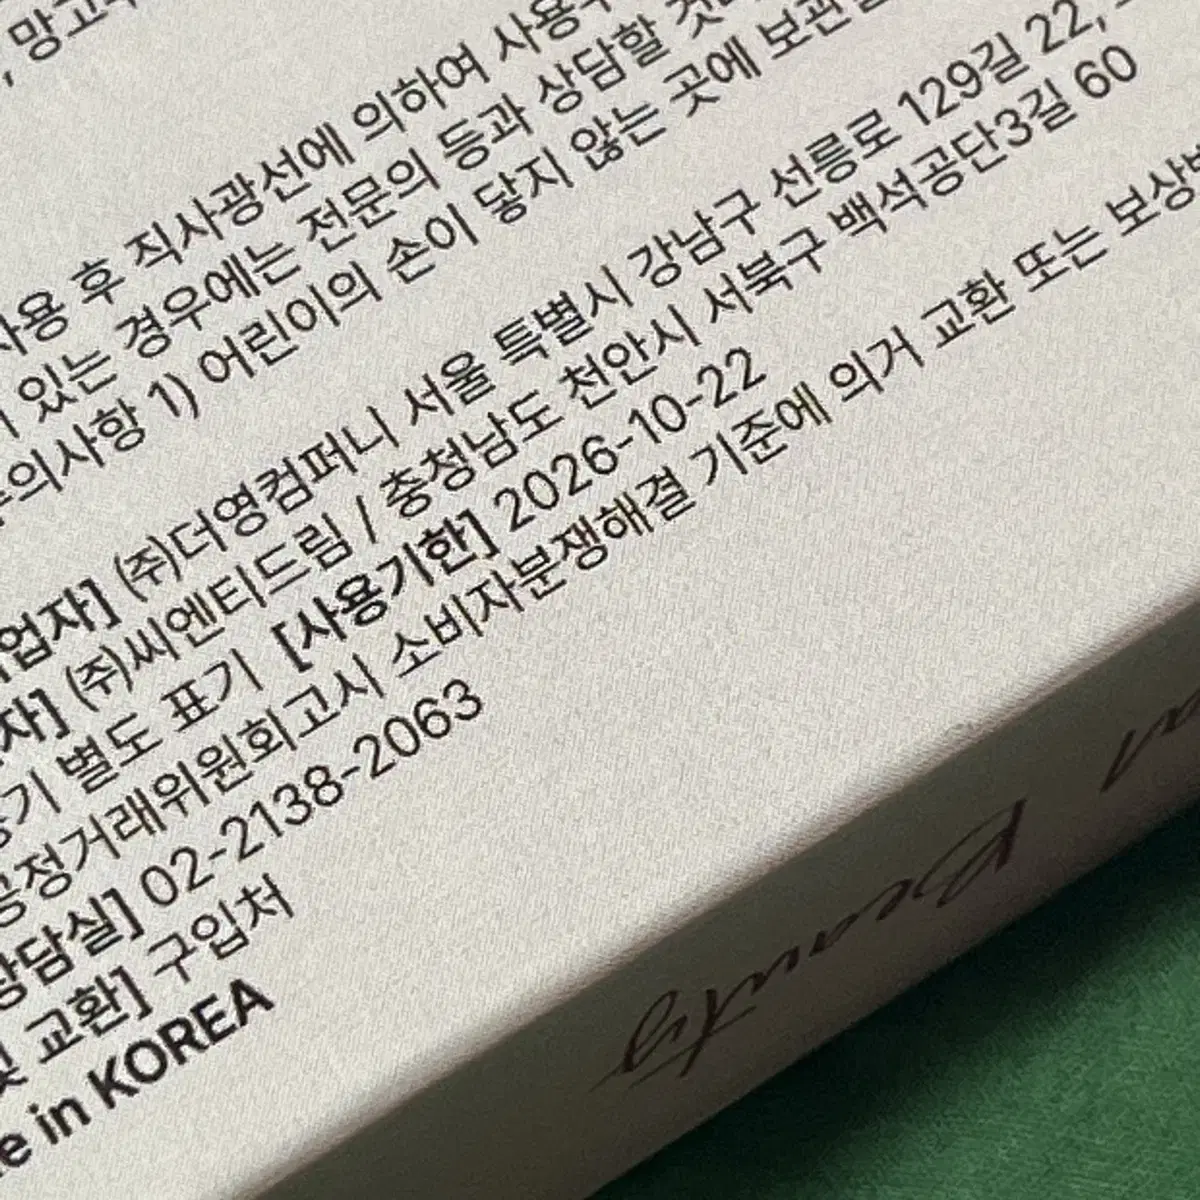 , 망고
사용 후 직사광선에 의하여 사용
있는 경우에는 전문의 등과 상담할 것
주의사항 1) 어린이의 손이 닿지 않는 곳에 보관할
업자] ㈜더영컴퍼니 서울 특별시 강남구 선릉로 129길 22,
자] ㈜씨엔티드림 / 충청남도 천안시 서북구 백석공단3길 60
기 별도 표기 [사용기한] 2026-10-22
공정거래위원회고시 소비자분쟁해결 기준에 의거 교환 또는 보상
상담실] 02-2138-2063
및 교환] 구입처
e in KOREA
Beauty